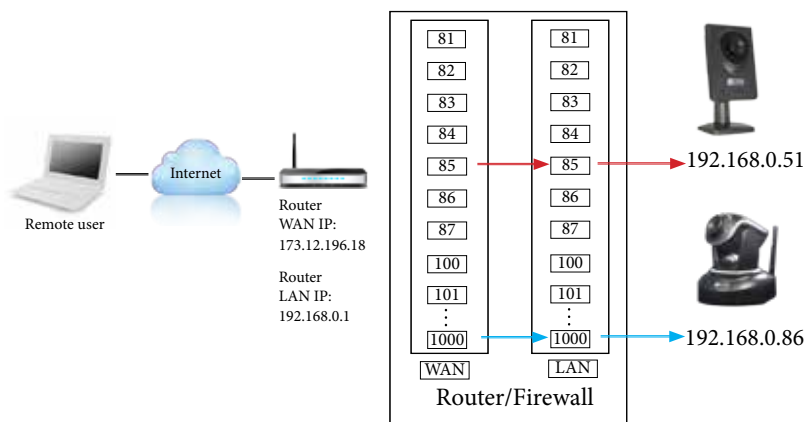 Remote user
Internet
Router
WAN IP:
173.12.196.18
Router
LAN IP:
192.168.0.1
81
82
83
84
85
86
87
100
101
1000
WAN
81
82
83
84
85
86
87
100
101
1000
LAN
Router/Firewall
192.168.0.51
192.168.0.86